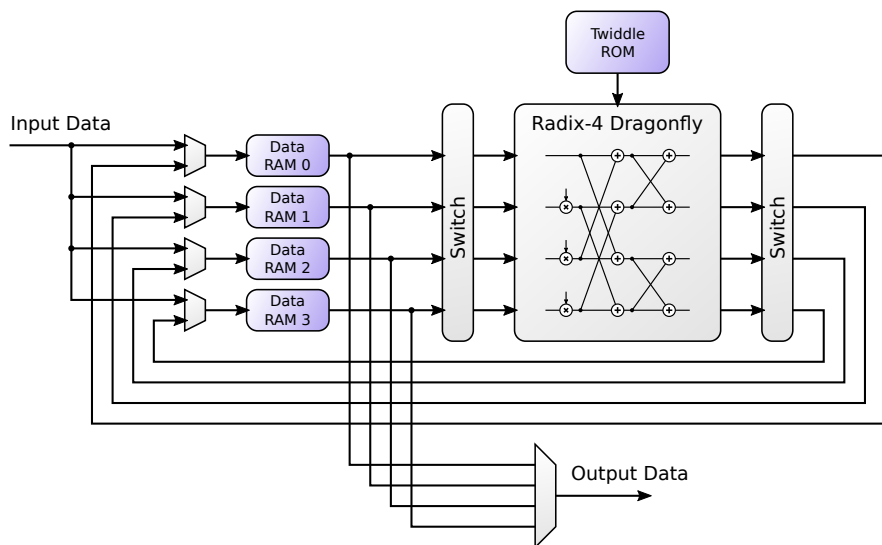 Twiddle
ROM
Input Data
Radix-4 Dragonfly
Data
RAM 0
Data
RAM 1
Data
RAM 2
Data
RAM 3
Switch
Switch
Output Data